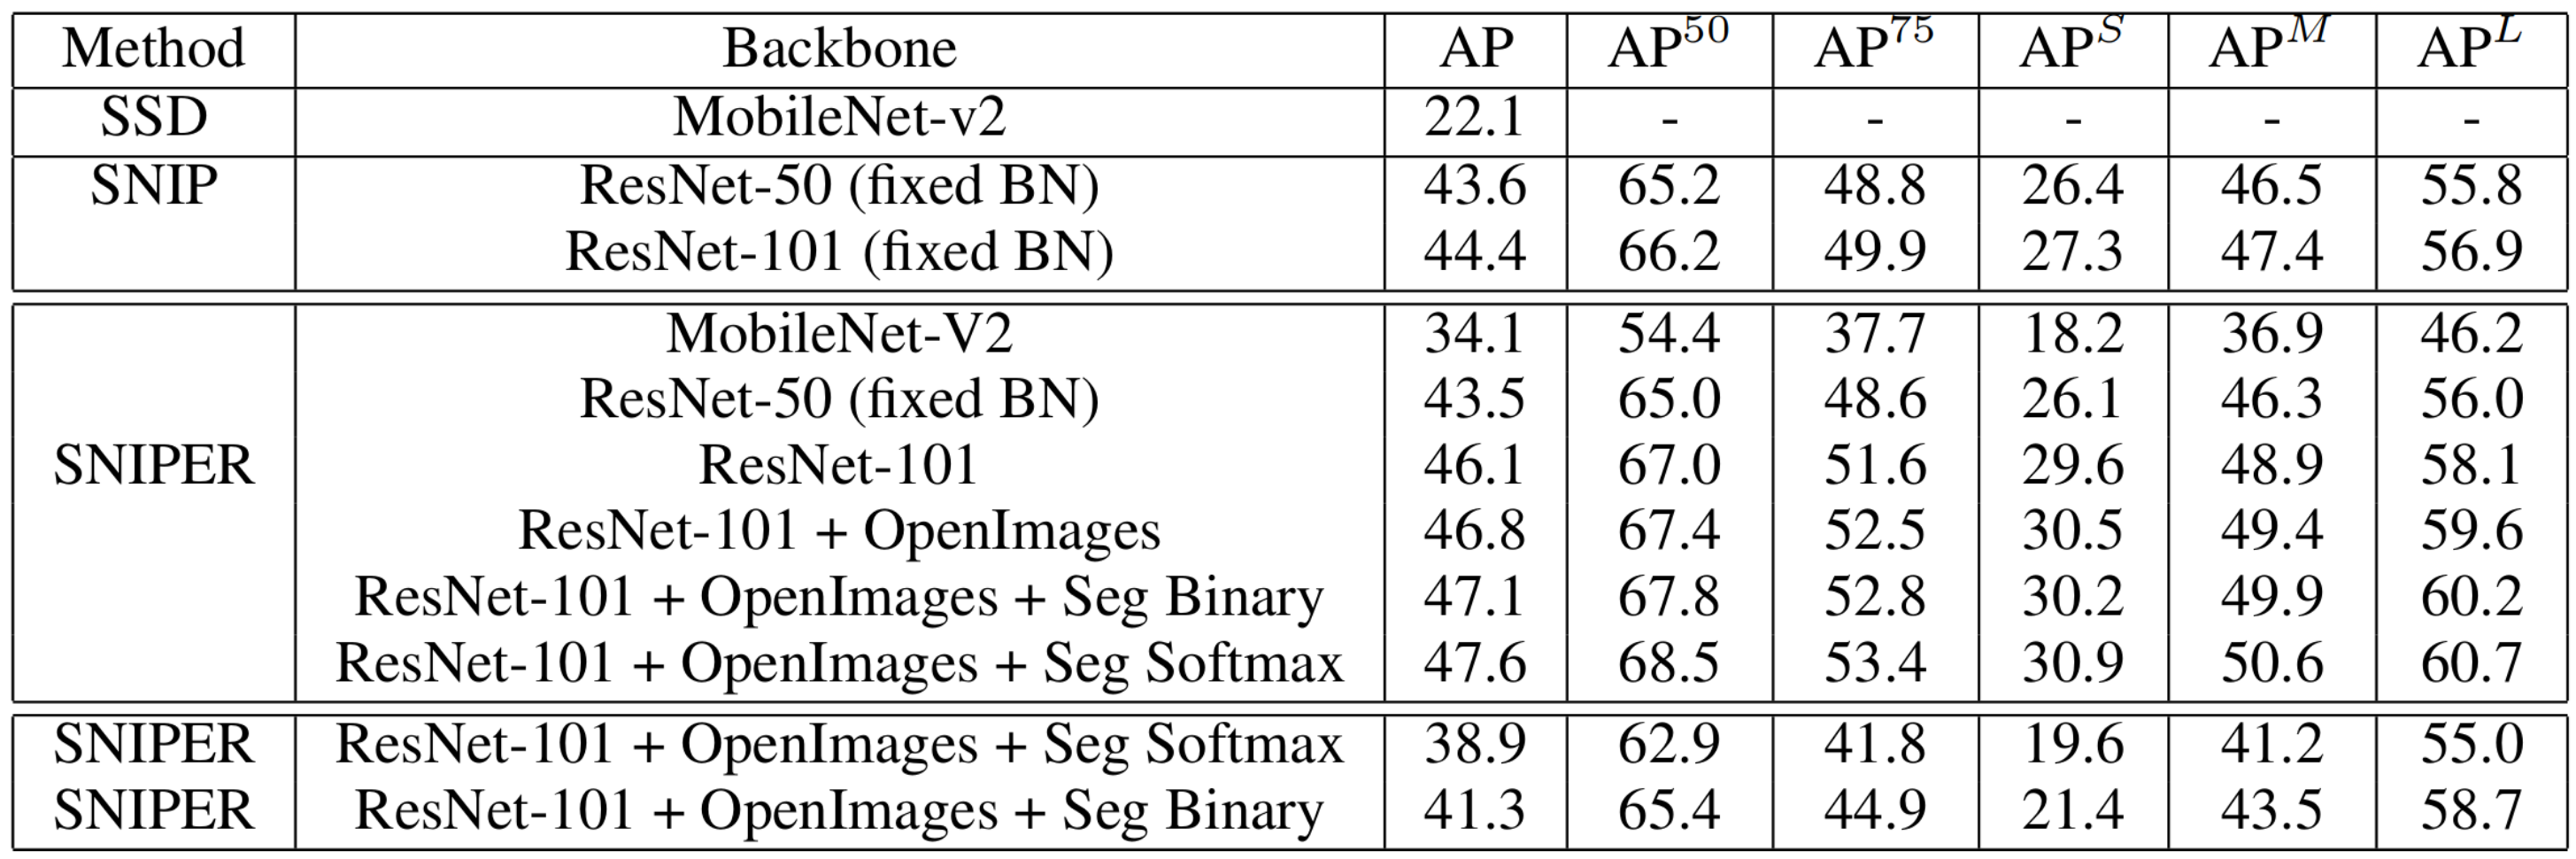 Method Backbone AP AP^50 AP^75 AP^S AP^M AP^L
SSD MobileNet-v2 22.1 - - - - -
SNIP ResNet-50 (fixed BN) 43.6 65.2 48.8 26.4 46.5 55.8
ResNet-101 (fixed BN) 44.4 66.2 49.9 27.3 47.4 56.9
MobileNet-V2 34.1 54.4 37.7 18.2 36.9 46.2
ResNet-50 (fixed BN) 43.5 65.0 48.6 26.1 46.3 56.0
SNIPER ResNet-101 46.1 67.0 51.6 29.6 48.9 58.1
ResNet-101 + OpenImages 46.8 67.4 52.5 30.5 49.4 59.6
ResNet-101 + OpenImages + Seg Binary 47.1 67.8 52.8 30.2 49.9 60.2
ResNet-101 + OpenImages + Seg Softmax 47.6 68.5 53.4 30.9 50.6 60.7
SNIPER ResNet-101 + OpenImages + Seg Softmax 38.9 62.9 41.8 19.6 41.2 55.0
SNIPER ResNet-101 + OpenImages + Seg Binary 41.3 65.4 44.9 21.4 43.5 58.7